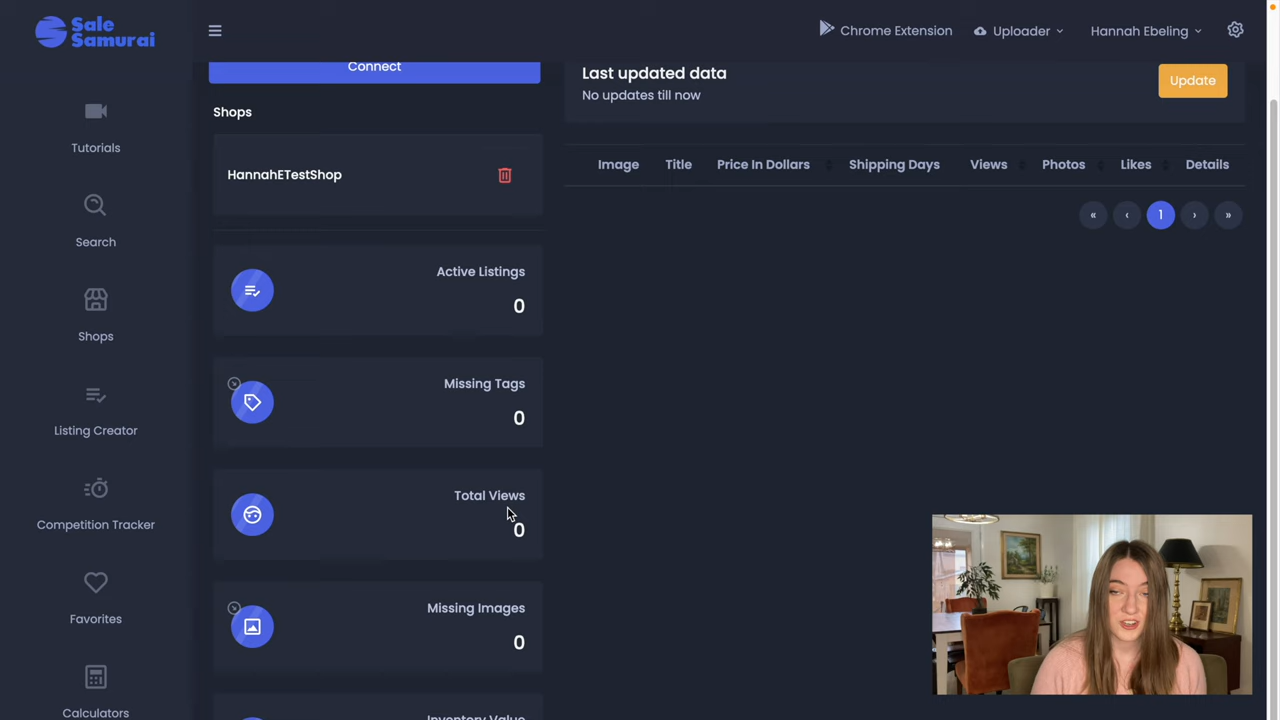 Sale
Samurai
Chrome Extension
Uploader
Hannah Ebeling
Tutorials
Search
Shops
Listing Creator
Competition Tracker
Favorites
Calculators
Connect
Shops
HannahETestShop
Active Listings
0
Missing Tags
0
Total Views
0
Missing Images
0
Inventory Value
Last updated data
No updates till now
Update
Image Title Price In Dollars Shipping Days Views Photos Likes Details
« ‹ 1 › »